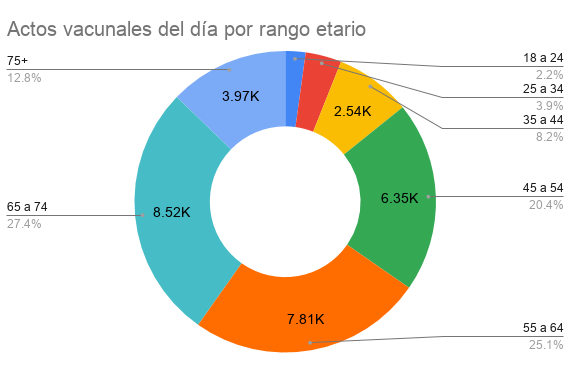 Actos vacunales del día por rango etario
75+
12.8%
18 a 24
2.2%
25 a 34
3.9%
35 a 44
8.2%
3.97K
2.54K
45 a 54
20.4%
6.35K
65 a 74
27.4%
8.52K
7.81K
55 a 64
25.1%